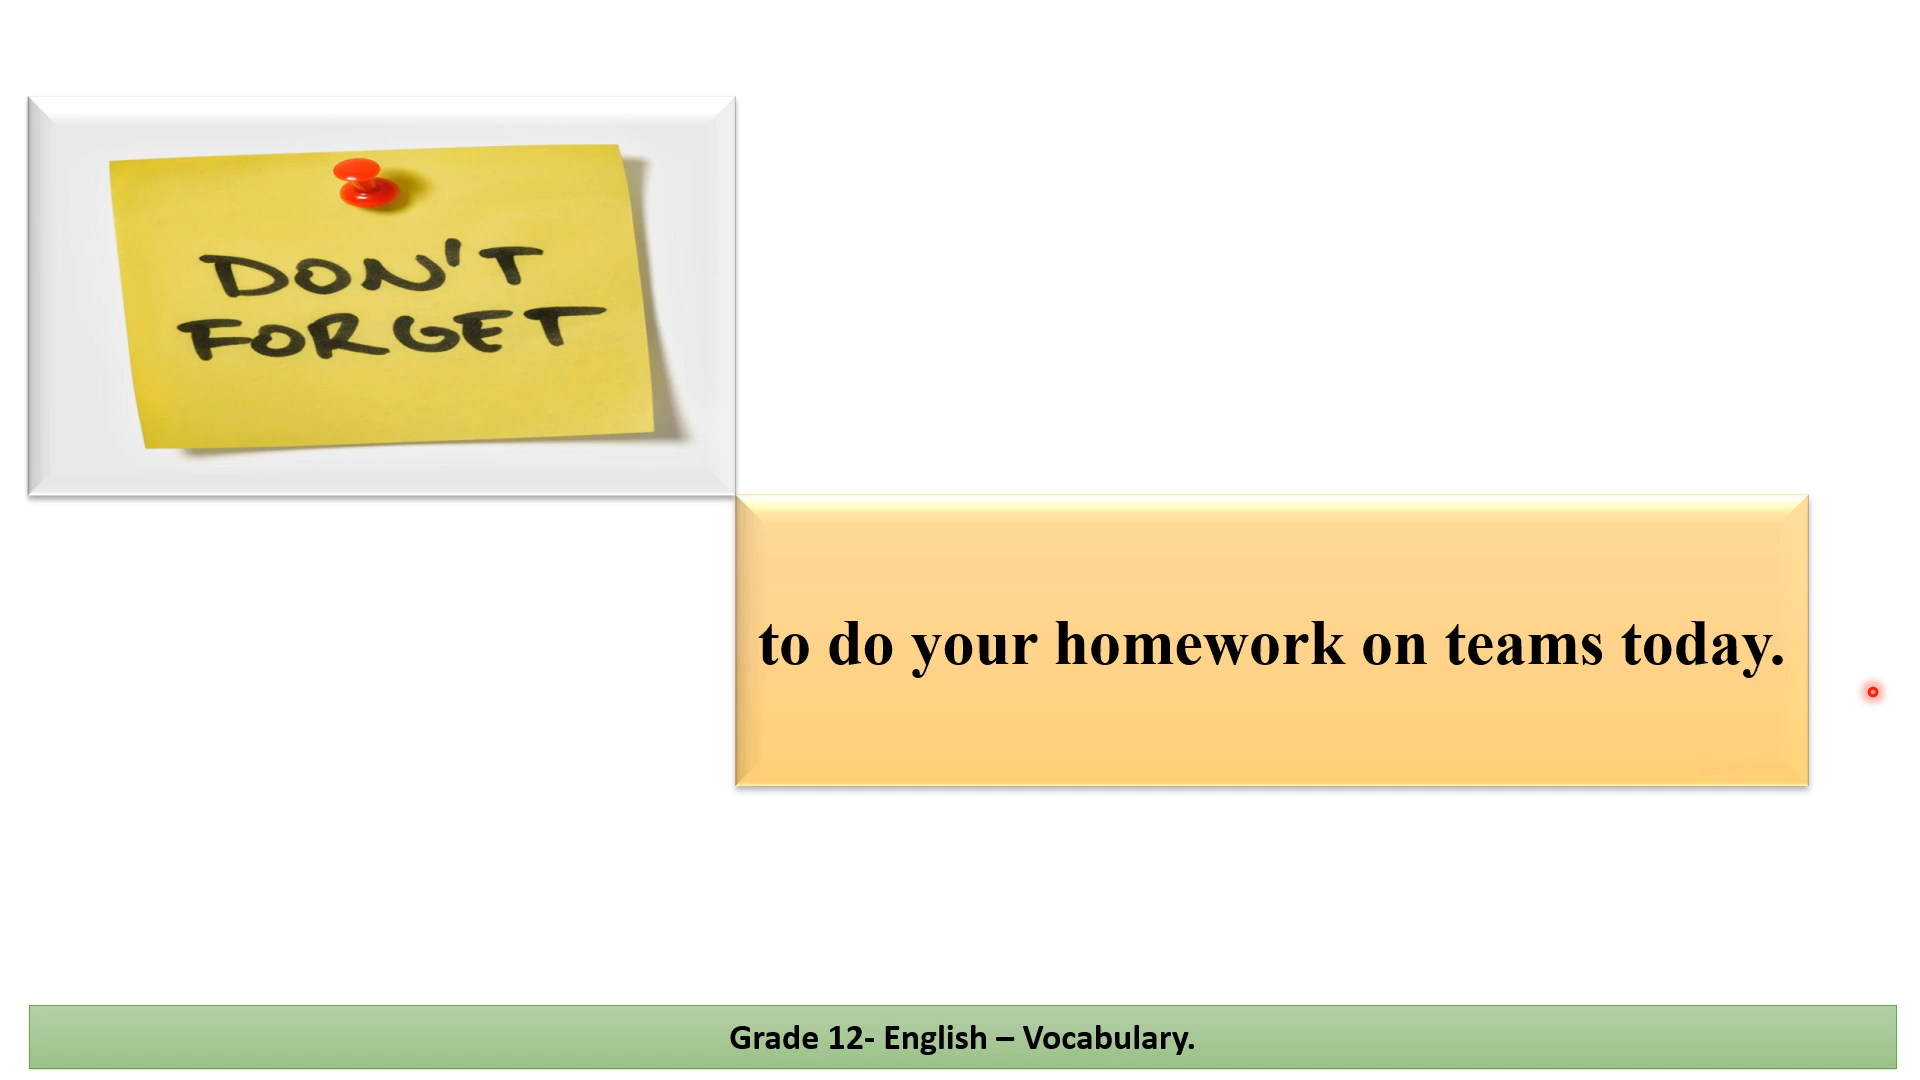 DON'T
FORGET
to do your homework on teams today.
Grade 12- English – Vocabulary.